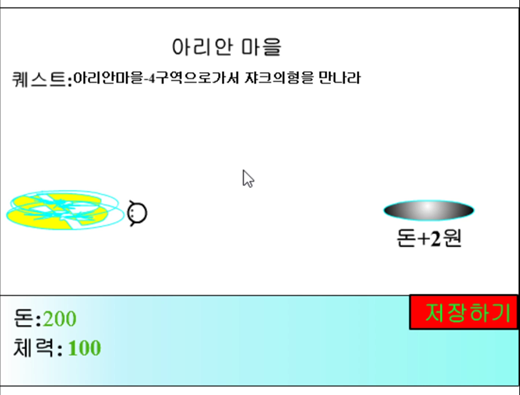 아리안 마을
퀘스트:아리안마을-4구역으로가서 쟈크의형을 만나라
돈+2원
돈:200
저장하기
체력:100